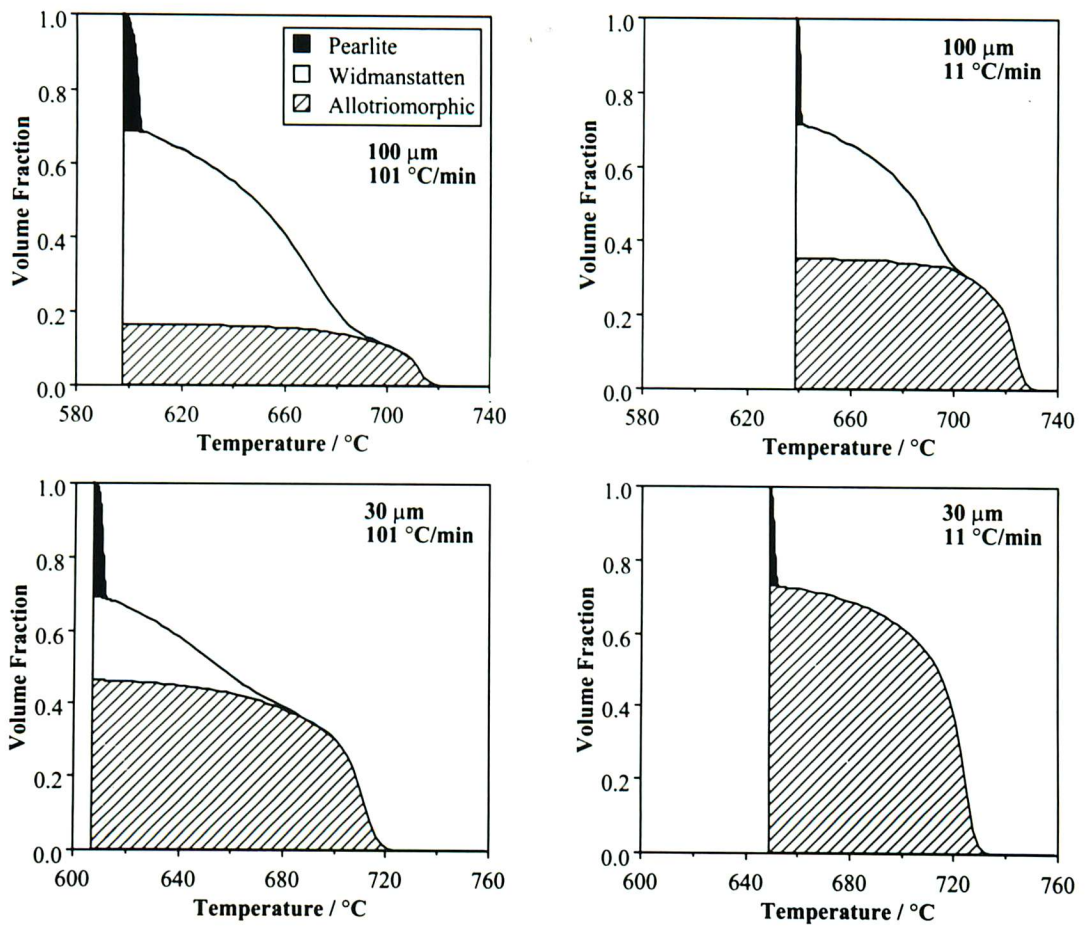 1.0
0.8
0.6
0.4
0.2
0.0
Volume Fraction
Pearlite
Widmanstatten
Allotriomorphic
100 μm
101 °C/min
580
620
660
700
740
Temperature / °C
1.0
0.8
0.6
0.4
0.2
0.0
Volume Fraction
100 μm
11 °C/min
580
620
660
700
740
Temperature / °C
1.0
0.8
0.6
0.4
0.2
0.0
Volume Fraction
30 μm
101 °C/min
600
640
680
720
760
Temperature / °C
1.0
0.8
0.6
0.4
0.2
0.0
Volume Fraction
30 μm
11 °C/min
600
640
680
720
760
Temperature / °C